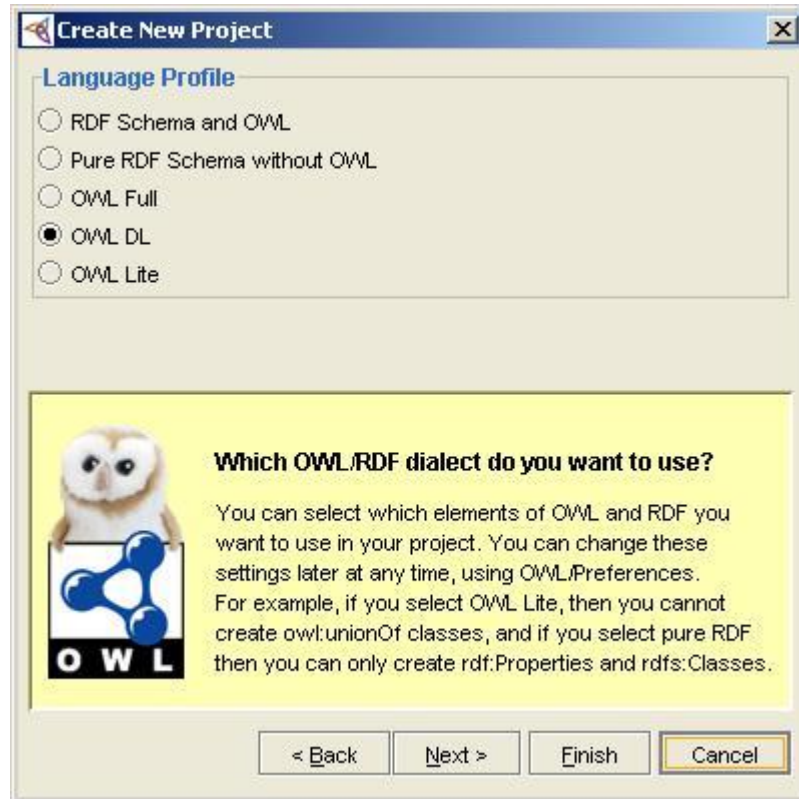 Create New Project
Language Profile
RDF Schema and OWL
Pure RDF Schema without OWL
OWL Full
OWL DL
OWL Lite
Which OWL/RDF dialect do you want to use?
You can select which elements of OWL and RDF you
want to use in your project. You can change these
settings later at any time, using OWL/Preferences.
For example, if you select OWL Lite, then you cannot
create owl:unionOf classes, and if you select pure RDF
then you can only create rdf:Properties and rdfs:Classes.
OWL
< Back Next > Finish Cancel